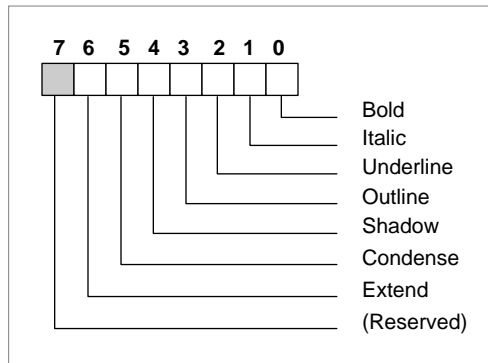 7 6 5 4 3 2 1 0
Bold
Italic
Underline
Outline
Shadow
Condense
Extend
(Reserved)